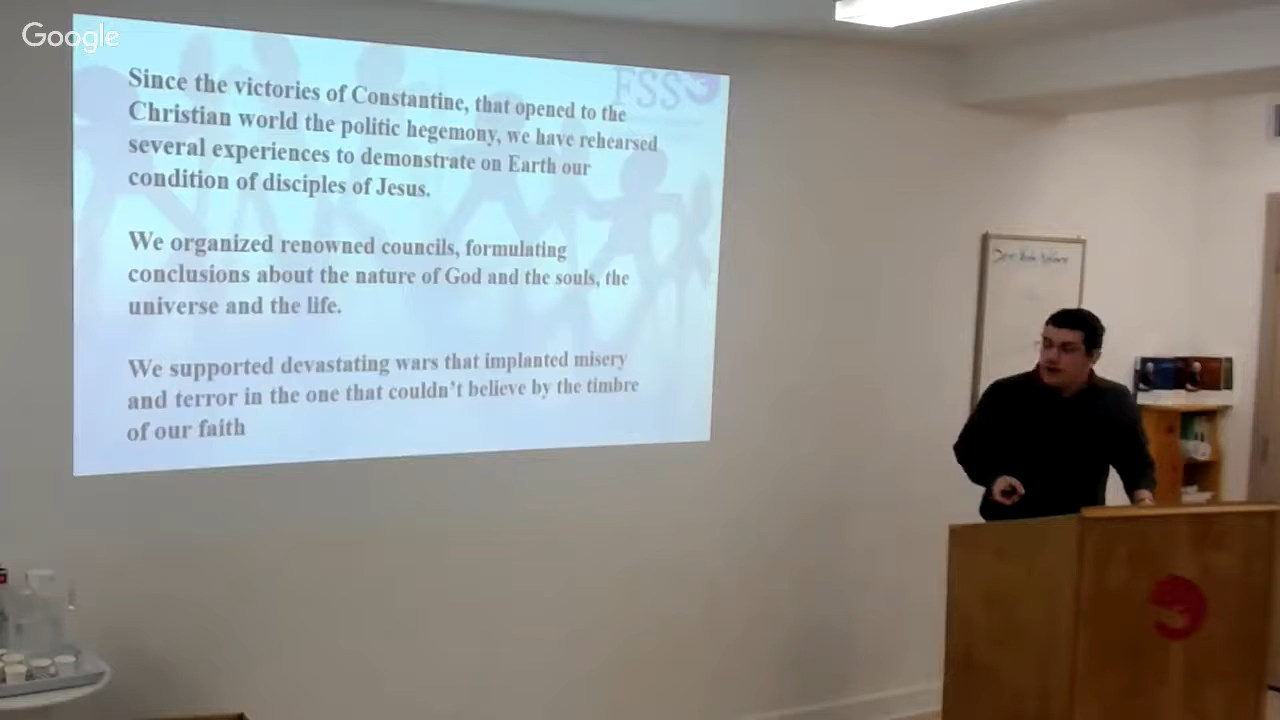 Google
Since the victories of Constantine, that opened to the
Christian world the politic hegemony, we have rehearsed
several experiences to demonstrate on Earth our
condition of disciples of Jesus.
We organized renowned councils, formulating
conclusions about the nature of God and the souls, the
universe and the life.
We supported devastating wars that implanted misery
and terror in the one that couldn't believe by the timbre
of our faith
FSS